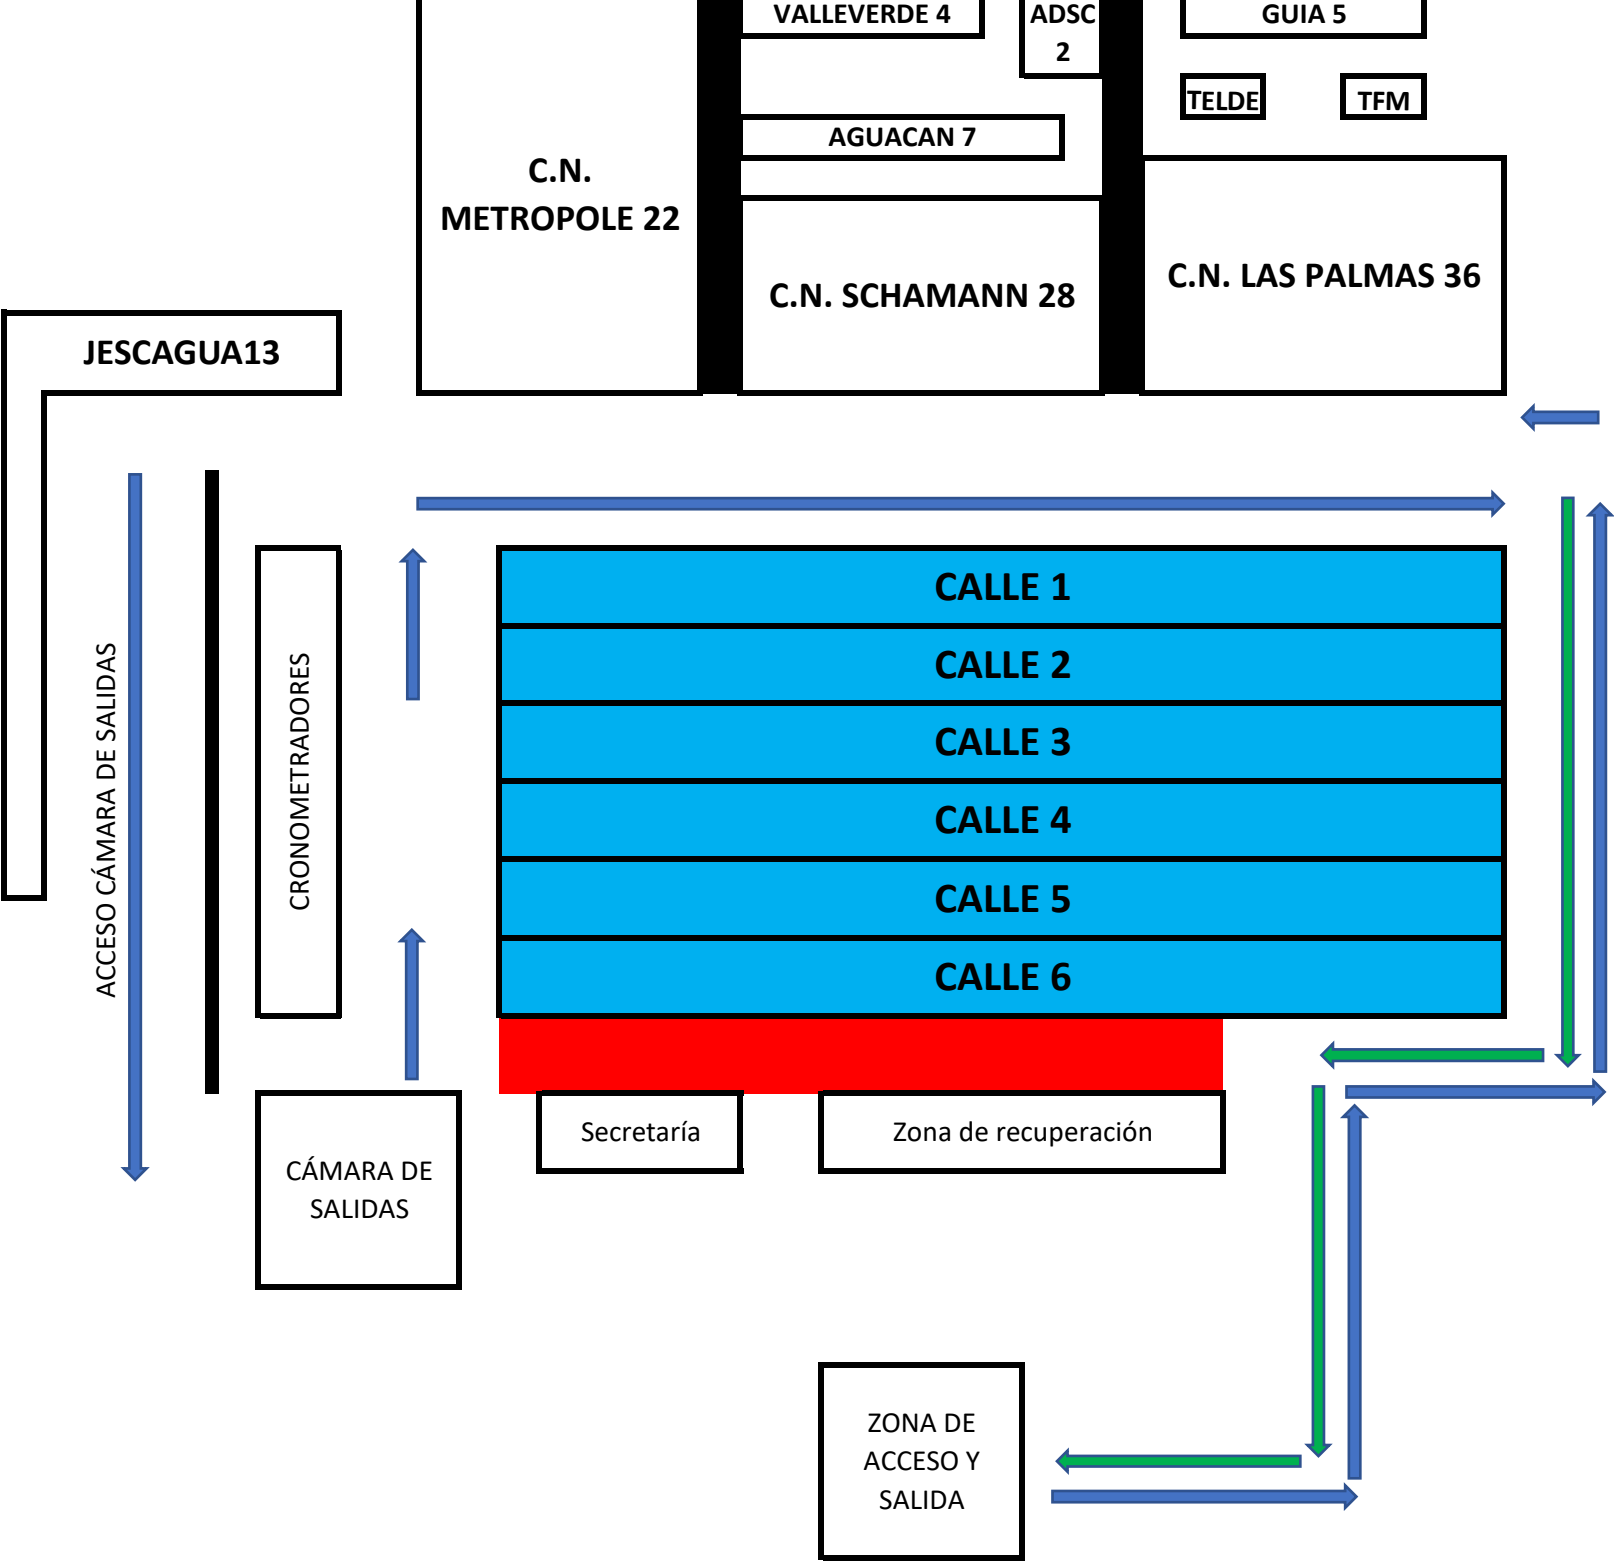 VALLEVERDE 4
ADSC
2
GUIA 5
TELDE
TFM
AGUACAN 7
C.N.
METROPOLE 22
C.N. SCHAMANN 28
C.N. LAS PALMAS 36
JESCAGUA13
ACCESO CÁMARA DE SALIDAS
CRONOMETRADORES
CALLE 1
CALLE 2
CALLE 3
CALLE 4
CALLE 5
CALLE 6
Secretaría
Zona de recuperación
CÁMARA DE
SALIDAS
ZONA DE
ACCESO Y
SALIDA